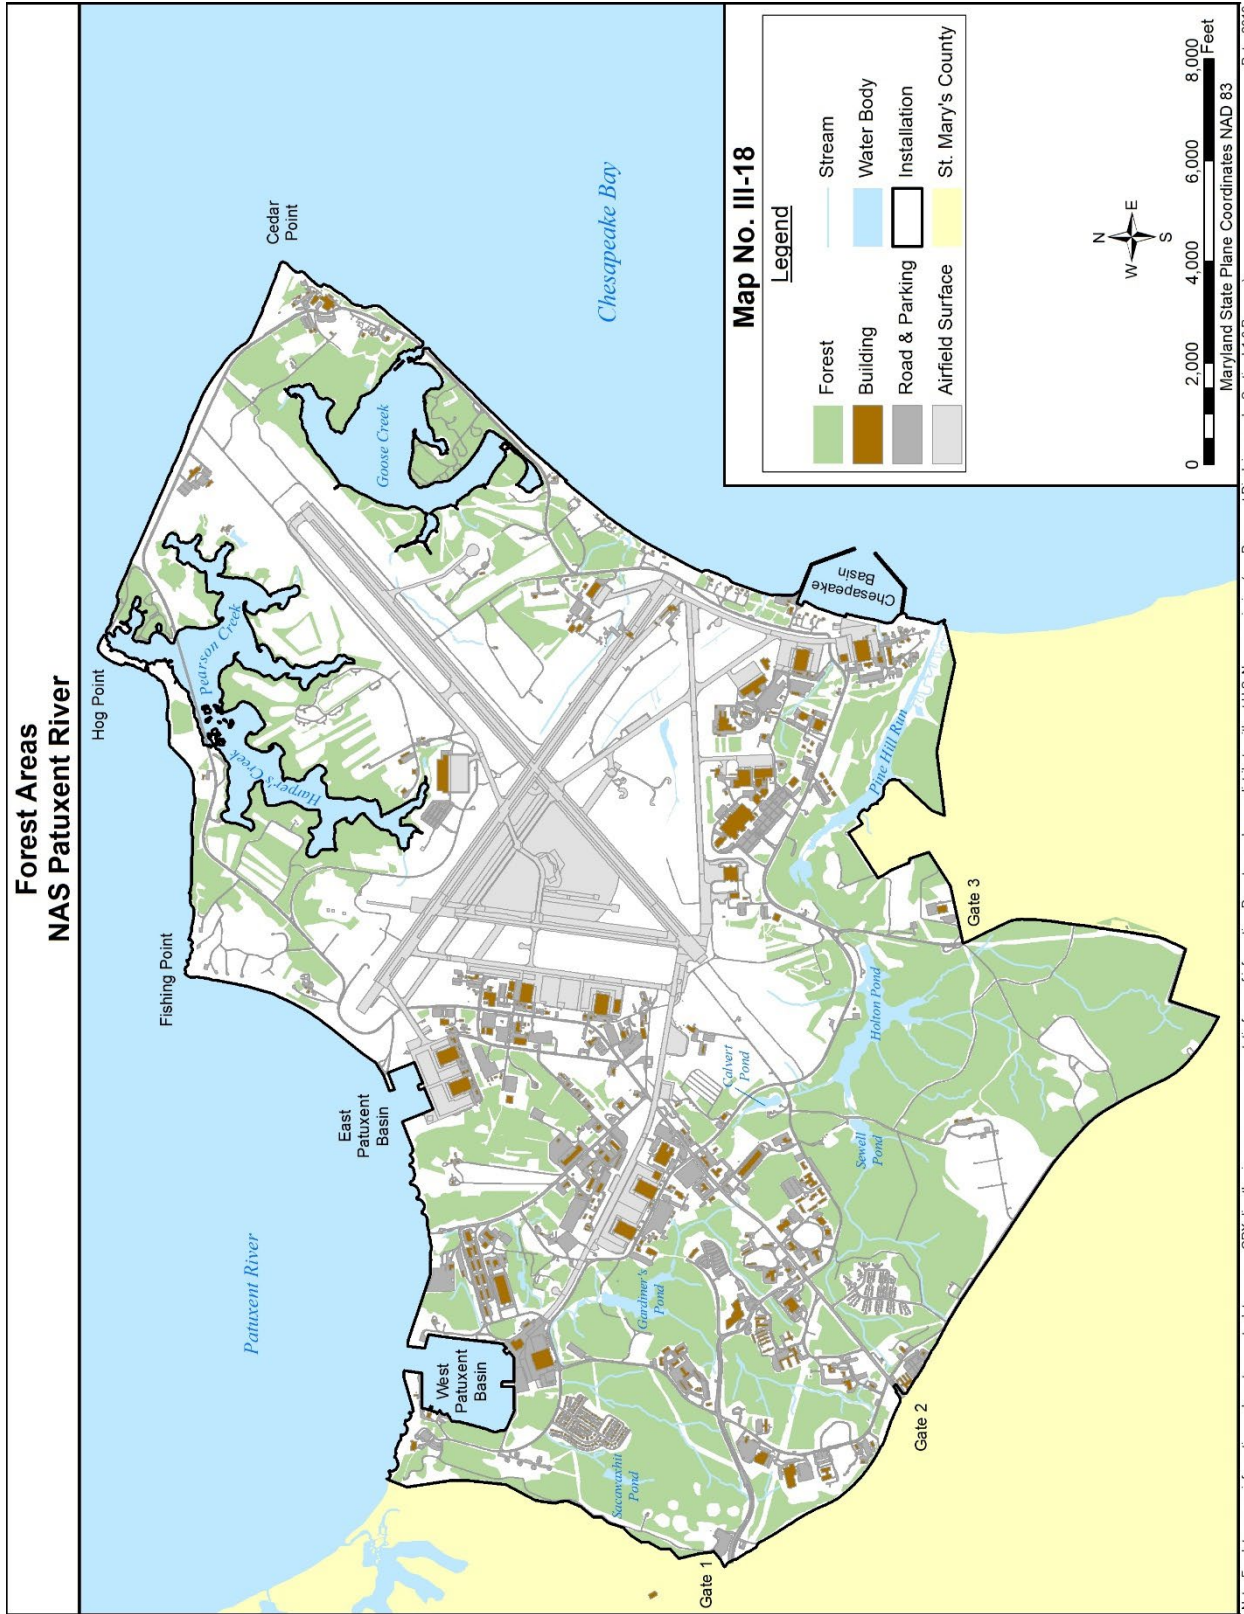 Forest Areas
NAS Patuxent River
Hog Point
Cedar
Point
Fishing Point
Pearson Creek
Harper's Creek
Goose Creek
Chesapeake Bay
East
Patuxent
Basin
Patuxent River
West
Patuxent
Basin
Chesapeake
Basin
Pine Hill Run
Calvert
Pond
Holton Pond
Sewell
Pond
Gardiner's
Pond
Sacawaxhit
Pond
Gate 1
Gate 2
Gate 3
Map No. III-18
Legend
Forest
Building
Road & Parking
Airfield Surface
Stream
Water Body
Installation
St. Mary's County
N
W
E
S
0
2,000
4,000
6,000
8,000
Feet
Maryland State Plane Coordinates NAD 83